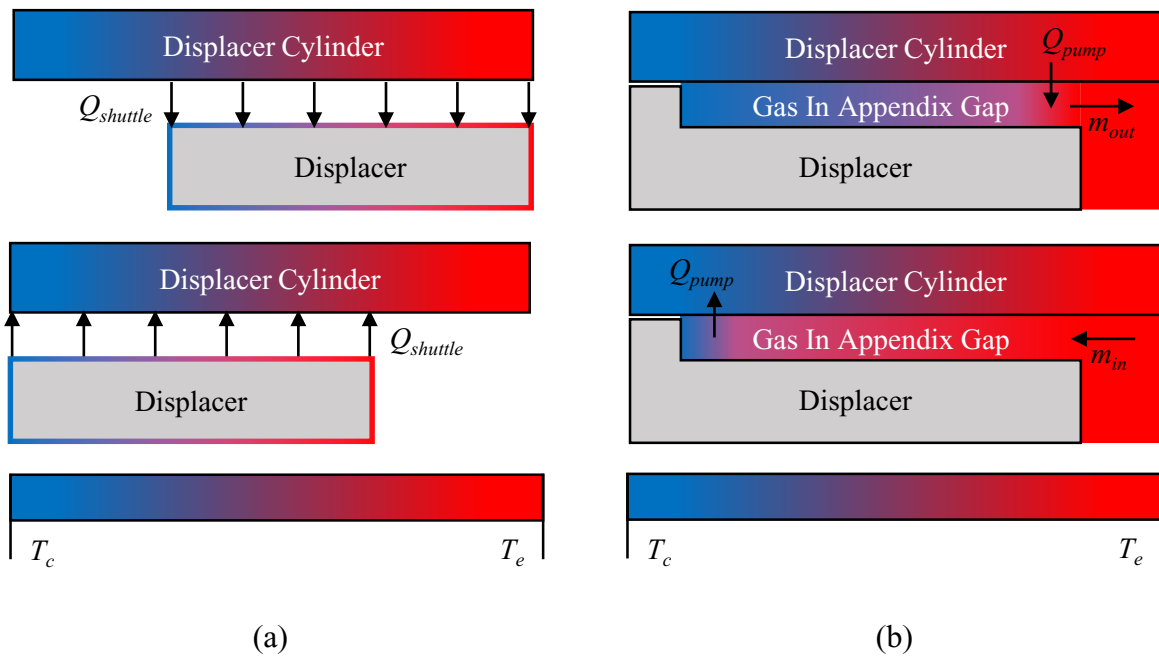 Displacer Cylinder
Q_shuttle
Displacer
Displacer Cylinder
Q_shuttle
Displacer
T_c
T_e
(a)
Displacer Cylinder
Q_pump
Gas In Appendix Gap
m_out
Displacer
Displacer Cylinder
Q_pump
Gas In Appendix Gap
m_in
Displacer
T_c
T_e
(b)